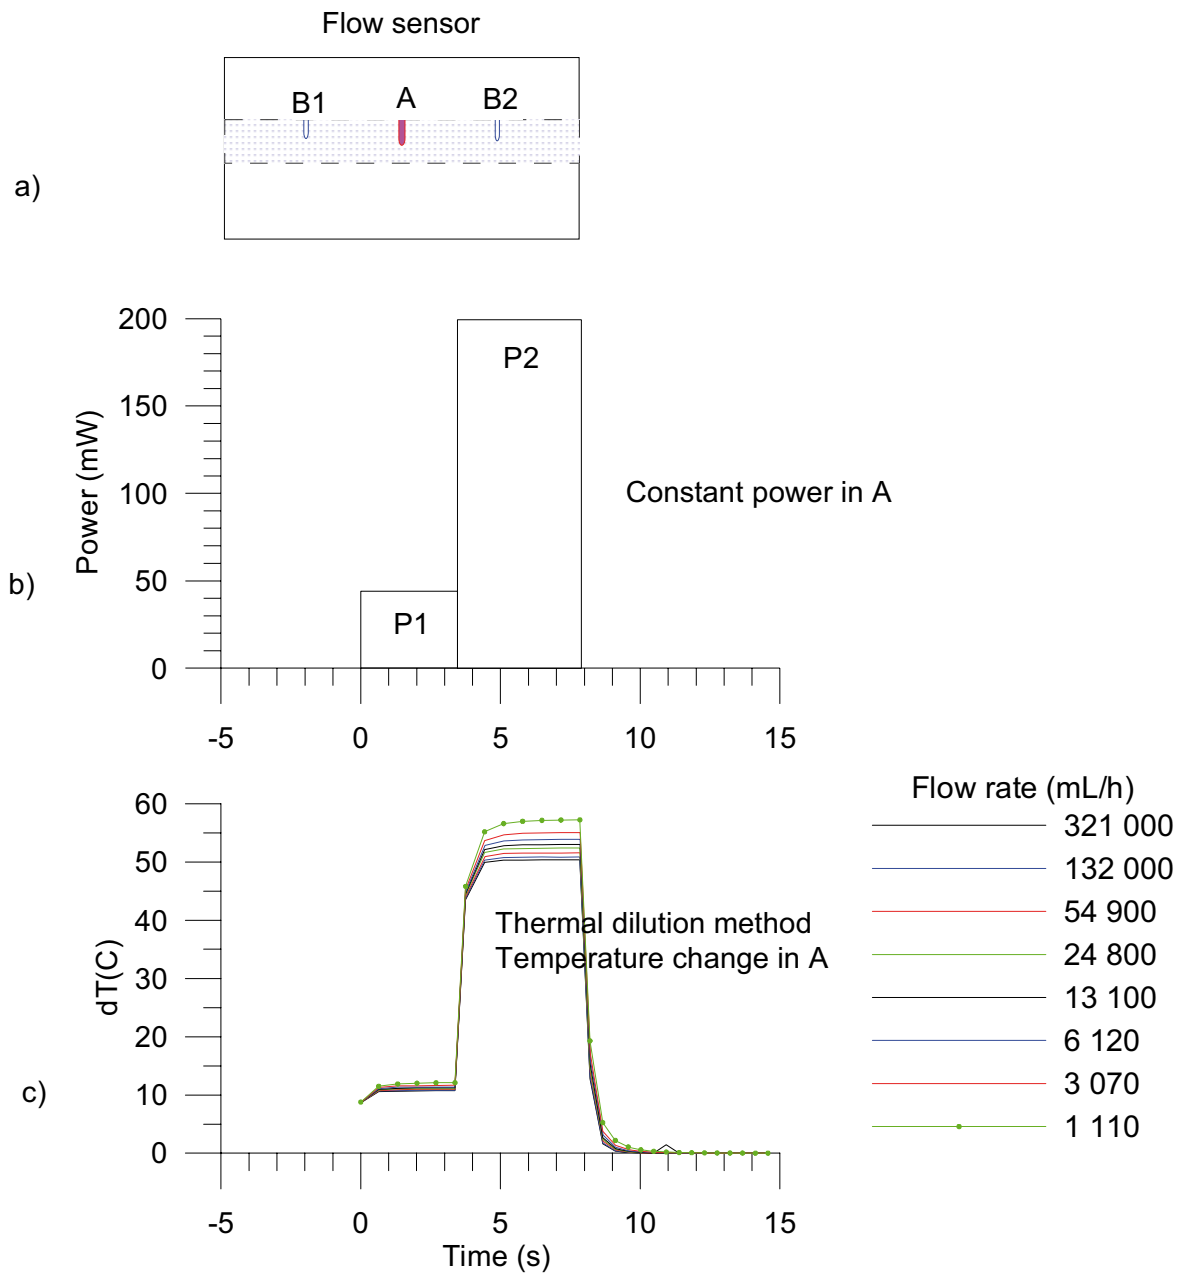 Flow sensor
B1 A B2
a)
200
150
100
50
0
Power (mW)
P1
P2
Constant power in A
b)
-5 0 5 10 15
60
50
40
30
20
10
0
dT(C)
Thermal dilution method
Temperature change in A
c)
-5 0 5 10 15
Time (s)
Flow rate (mL/h)
321 000
132 000
54 900
24 800
13 100
6 120
3 070
1 110